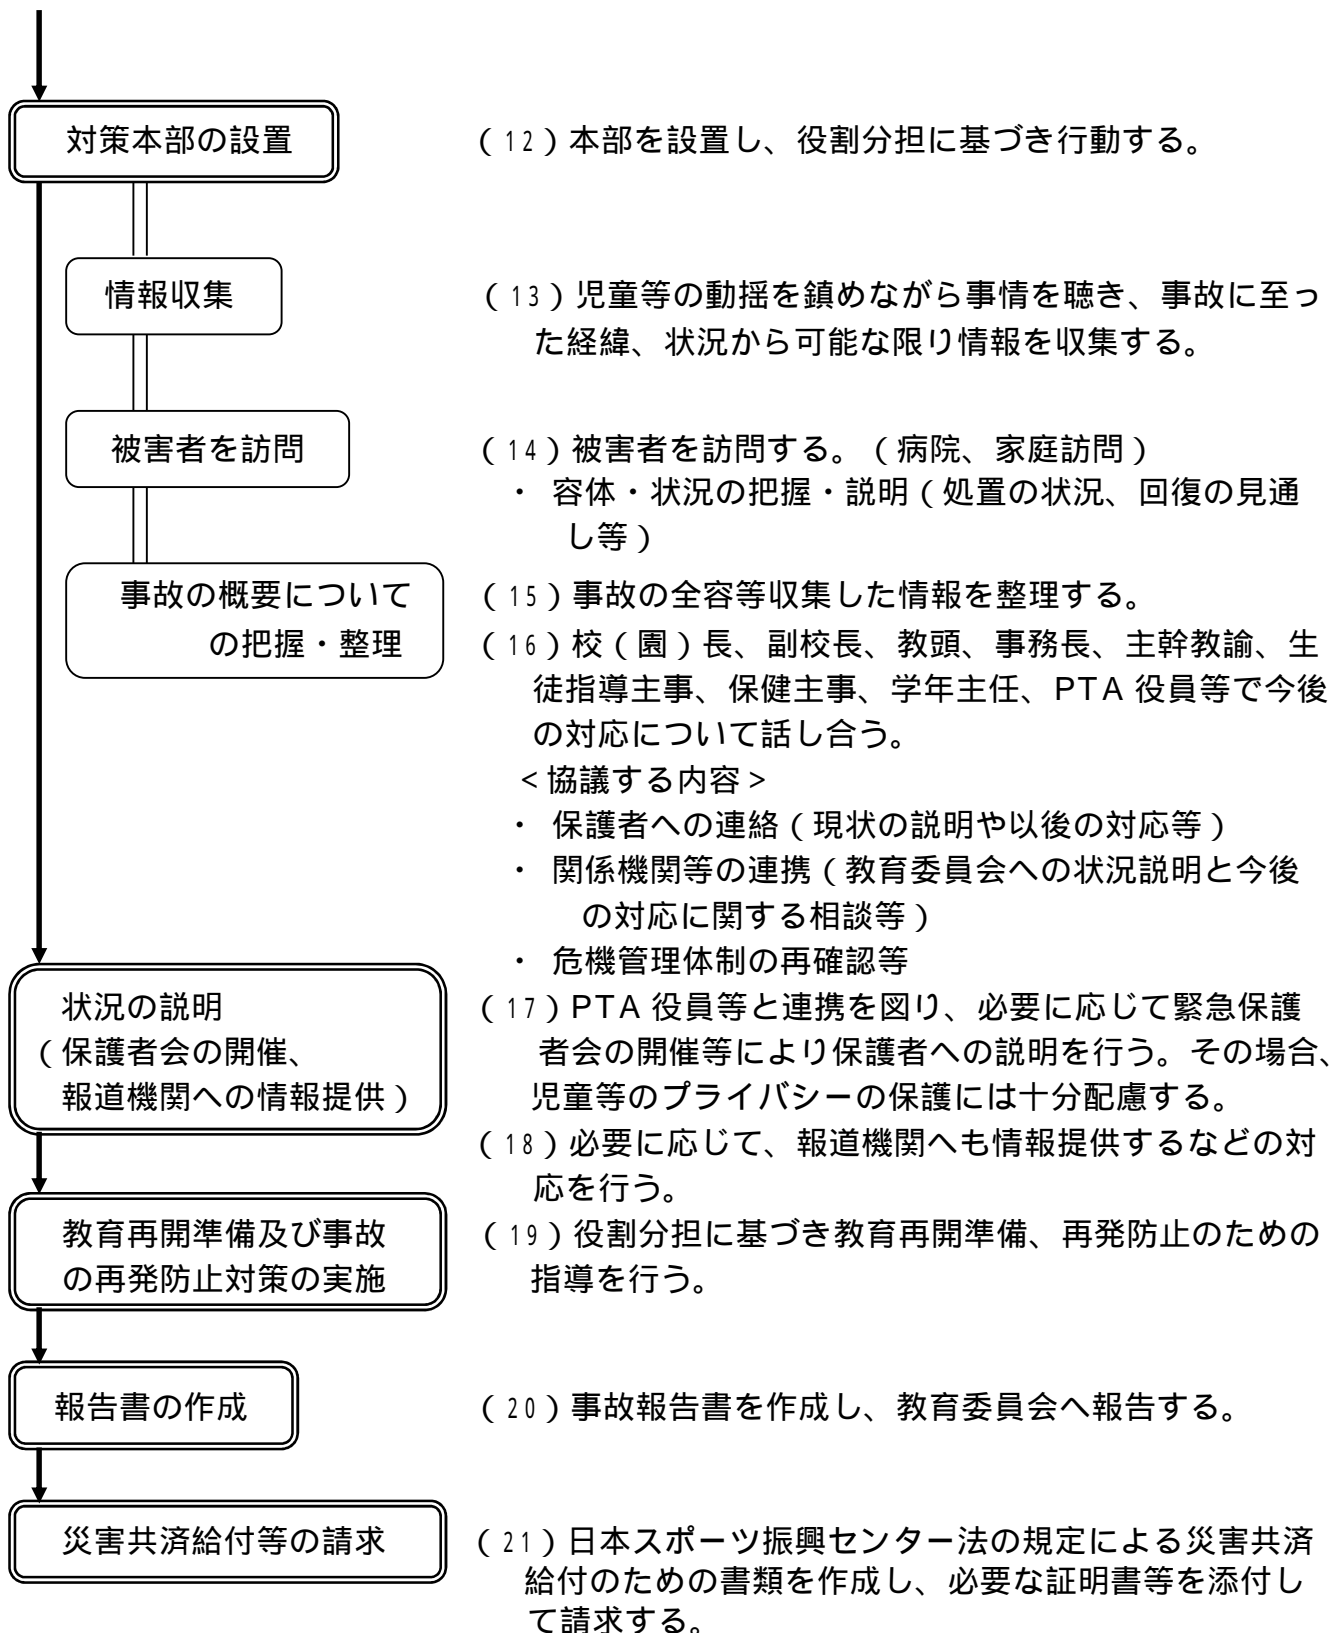 対策本部の設置
（12）本部を設置し、役割分担に基づき行動する。
情報収集
（13）児童等の動揺を鎮めながら事情を聴き、事故に至っ
た経緯、状況から可能な限り情報を収集する。
被害者を訪問
（14）被害者を訪問する。（病院、家庭訪問）
・ 容体・状況の把握・説明（処置の状況、回復の見通
し等）
事故の概要について
の把握・整理
（15）事故の全容等収集した情報を整理する。
（16）校（園）長、副校長、教頭、事務長、主幹教諭、生
徒指導主事、保健主事、学年主任、PTA 役員等で今後
の対応について話し合う。
＜協議する内容＞
・ 保護者への連絡（現状の説明や以後の対応等）
・ 関係機関等の連携（教育委員会への状況説明と今後
の対応に関する相談等）
・ 危機管理体制の再確認等
状況の説明
（保護者会の開催、
報道機関への情報提供）
（17）PTA 役員等と連携を図り、必要に応じて緊急保護
者会の開催等により保護者への説明を行う。その場合、
児童等のプライバシーの保護には十分配慮する。
（18）必要に応じて、報道機関へも情報提供するなどの対
応を行う。
教育再開準備及び事故
の再発防止対策の実施
（19）役割分担に基づき教育再開準備、再発防止のための
指導を行う。
報告書の作成
（20）事故報告書を作成し、教育委員会へ報告する。
災害共済給付等の請求
（21）日本スポーツ振興センター法の規定による災害共済
給付のための書類を作成し、必要な証明書等を添付し
て請求する。